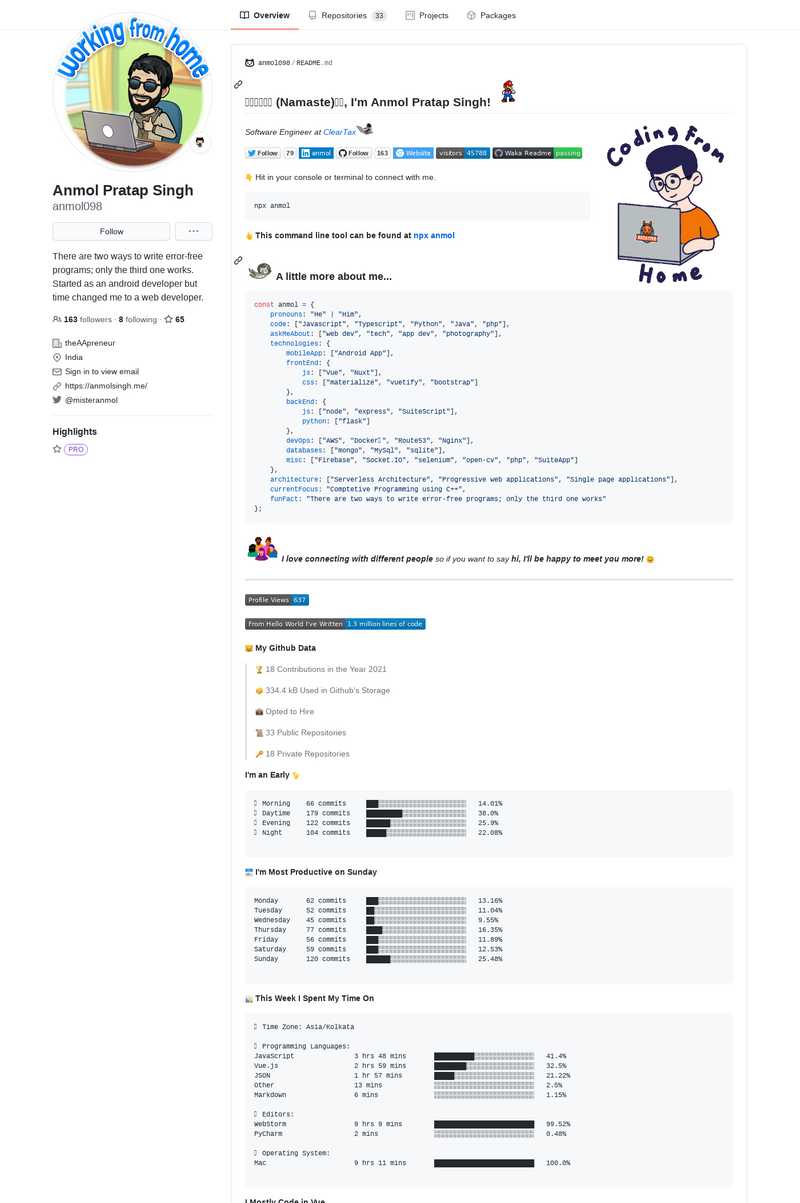 Overview
Repositories 33
Projects
Packages
working from home
Anmol Pratap Singh
anmol098
Follow
There are two ways to write error-free
programs; only the third one works.
Started as an android developer but
time changed me to a web developer.
163 followers · 8 following · 65
theAApreneur
India
Sign in to view email
https://anmolsingh.me/
@misteranmol
Highlights
PRO
anmol098/README.md
(Namaste), I'm Anmol Pratap Singh!
Software Engineer at ClearTax
Follow 79 anmol Follow 163 Website visitors 45788 Waka Readme passing
Coding From
Home
👇 Hit in your console or terminal to connect with me.
npx anmol
👆 This command line tool can be found at npx anmol
A little more about me...
const anmol = {
pronouns: "He" | "Him",
code: ["Javascript", "Typescript", "Python", "Java", "php"],
askMeAbout: ["web dev", "tech", "app dev", "photography"],
technologies: {
mobileApp: ["Android App"],
frontEnd: {
js: ["Vue", "Nuxt"],
css: ["materialize", "vuetify", "bootstrap"]
},
backEnd: {
js: ["node", "express", "SuiteScript"],
python: ["flask"]
},
devOps: ["AWS", "Docker", "Route53", "Nginx"],
databases: ["mongo", "MySql", "sqlite"],
misc: ["Firebase", "Socket.IO", "selenium", "open-cv", "php", "SuiteApp"]
},
architecture: ["Serverless Architecture", "Progressive web applications", "Single page applications"],
currentFocus: "Comptetive Programming using C++",
funFact: "There are two ways to write error-free programs; only the third one works"
};
I love connecting with different people so if you want to say hi, I'll be happy to meet you more! 😊
Profile Views 637
From Hello World I've Written 1.3 million lines of code
🐱 My Github Data
🏆 18 Contributions in the Year 2021
📦 334.4 kB Used in Github's Storage
💼 Opted to Hire
📜 33 Public Repositories
🔑 18 Private Repositories
I'm an Early 🐤
Morning 66 commits 14.01%
Daytime 179 commits 38.0%
Evening 122 commits 25.9%
Night 104 commits 22.08%
📅 I'm Most Productive on Sunday
Monday 62 commits 13.16%
Tuesday 52 commits 11.04%
Wednesday 45 commits 9.55%
Thursday 77 commits 16.35%
Friday 56 commits 11.89%
Saturday 59 commits 12.53%
Sunday 120 commits 25.48%
📊 This Week I Spent My Time On
Time Zone: Asia/Kolkata
Programming Languages:
JavaScript 3 hrs 48 mins 41.4%
Vue.js 2 hrs 59 mins 32.5%
JSON 1 hr 57 mins 21.22%
Other 13 mins 2.5%
Markdown 6 mins 1.15%
Editors:
WebStorm 9 hrs 9 mins 99.52%
PyCharm 2 mins 0.48%
Operating System:
Mac 9 hrs 11 mins 100.0%
I Mostly Code in Vue